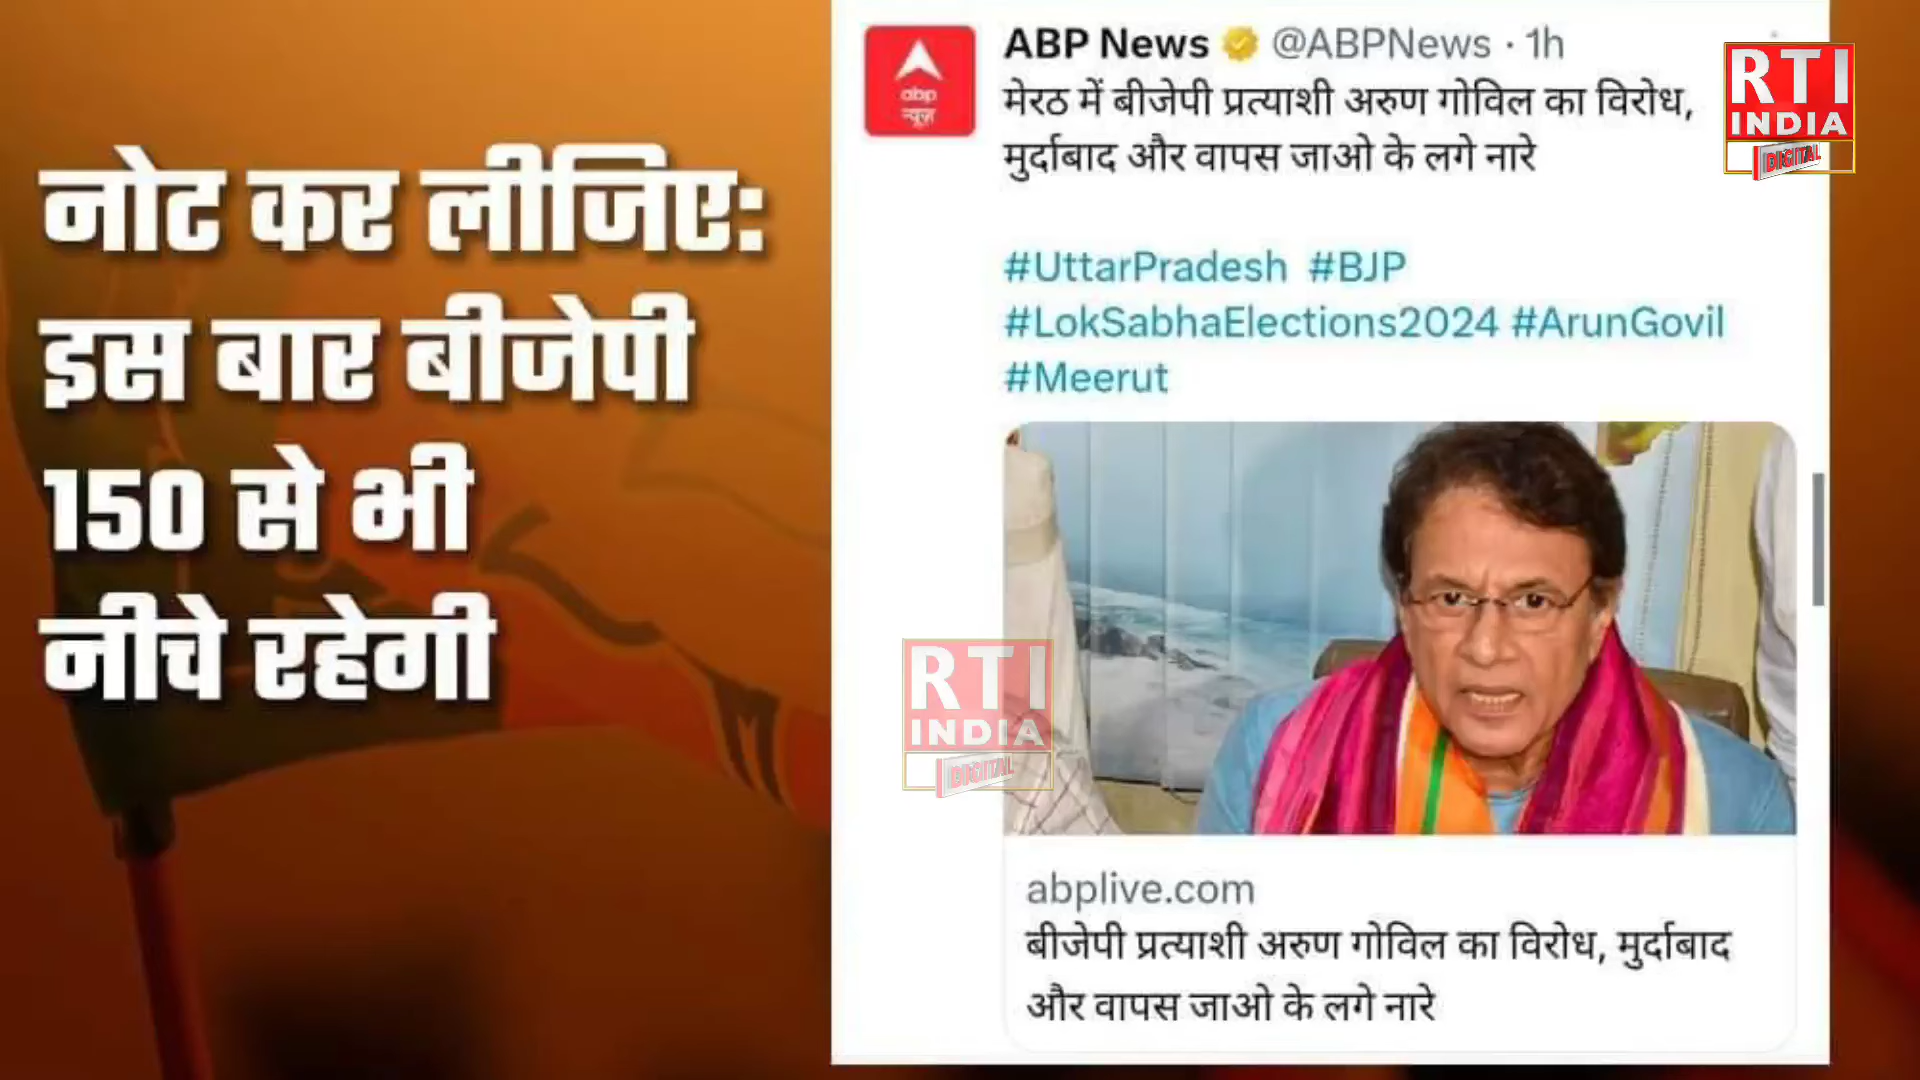 नोट कर लीजिए:
इस बार बीजेपी
150 से भी
नीचे रहेगी
ABP News @ABPNews · 1h
abp
न्यूज़
मेरठ में बीजेपी प्रत्याशी अरुण गोविल का विरोध,
मुर्दाबाद और वापस जाओ के लगे नारे
#UttarPradesh #BJP
#LokSabhaElections2024 #ArunGovil
#Meerut
abplive.com
बीजेपी प्रत्याशी अरुण गोविल का विरोध, मुर्दाबाद
और वापस जाओ के लगे नारे
RTI
INDIA
DIGITAL
RTI
INDIA
DIGITAL